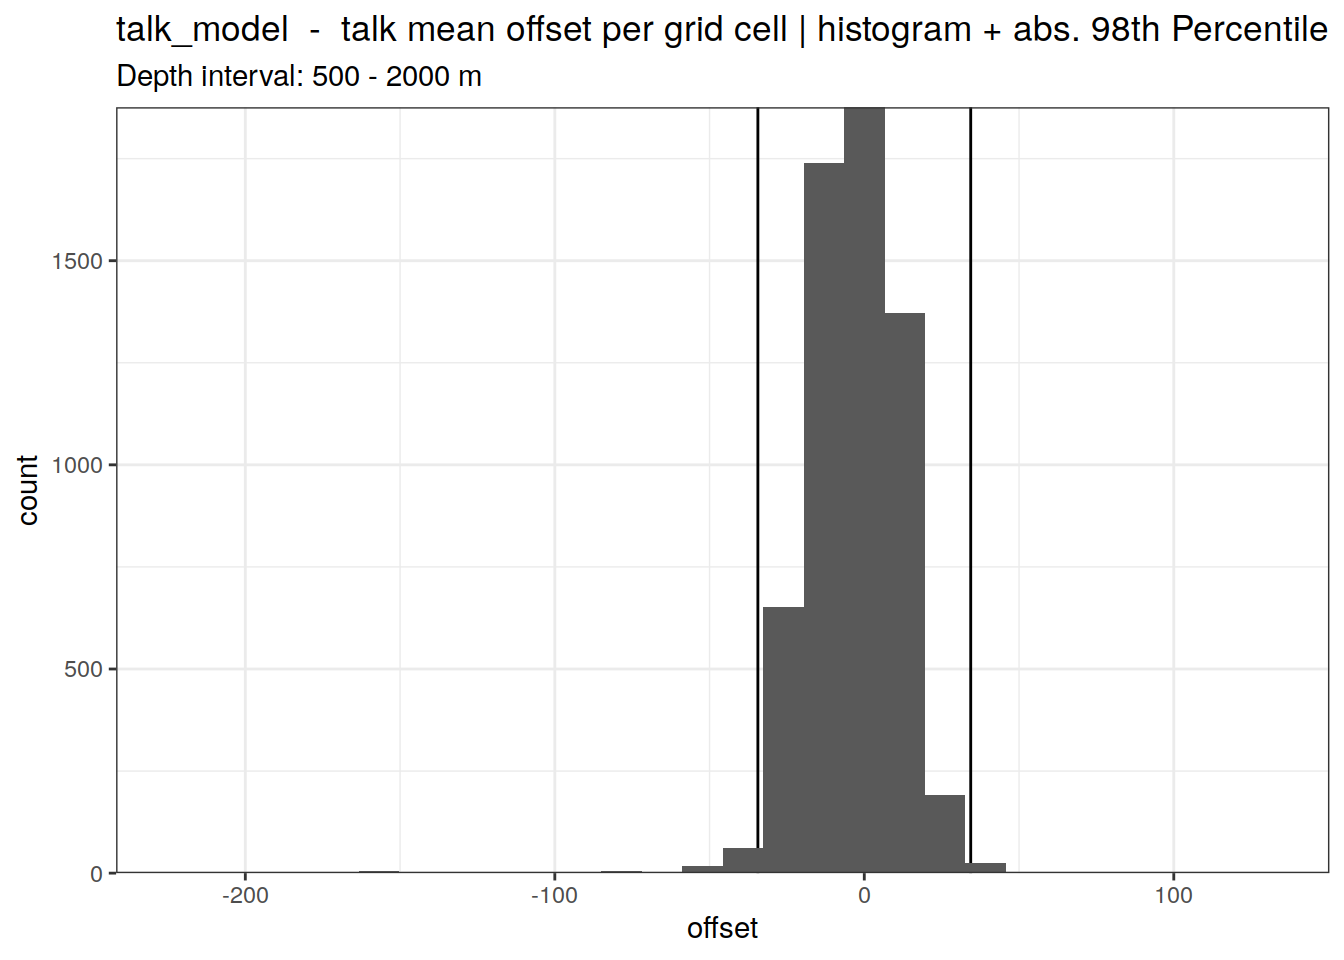 talk_model  -  talk mean offset per grid cell | histogram + abs. 98th Percentile
Depth interval: 500 - 2000 m
1500
1000
500
0
count
-200
-100
0
100
offset